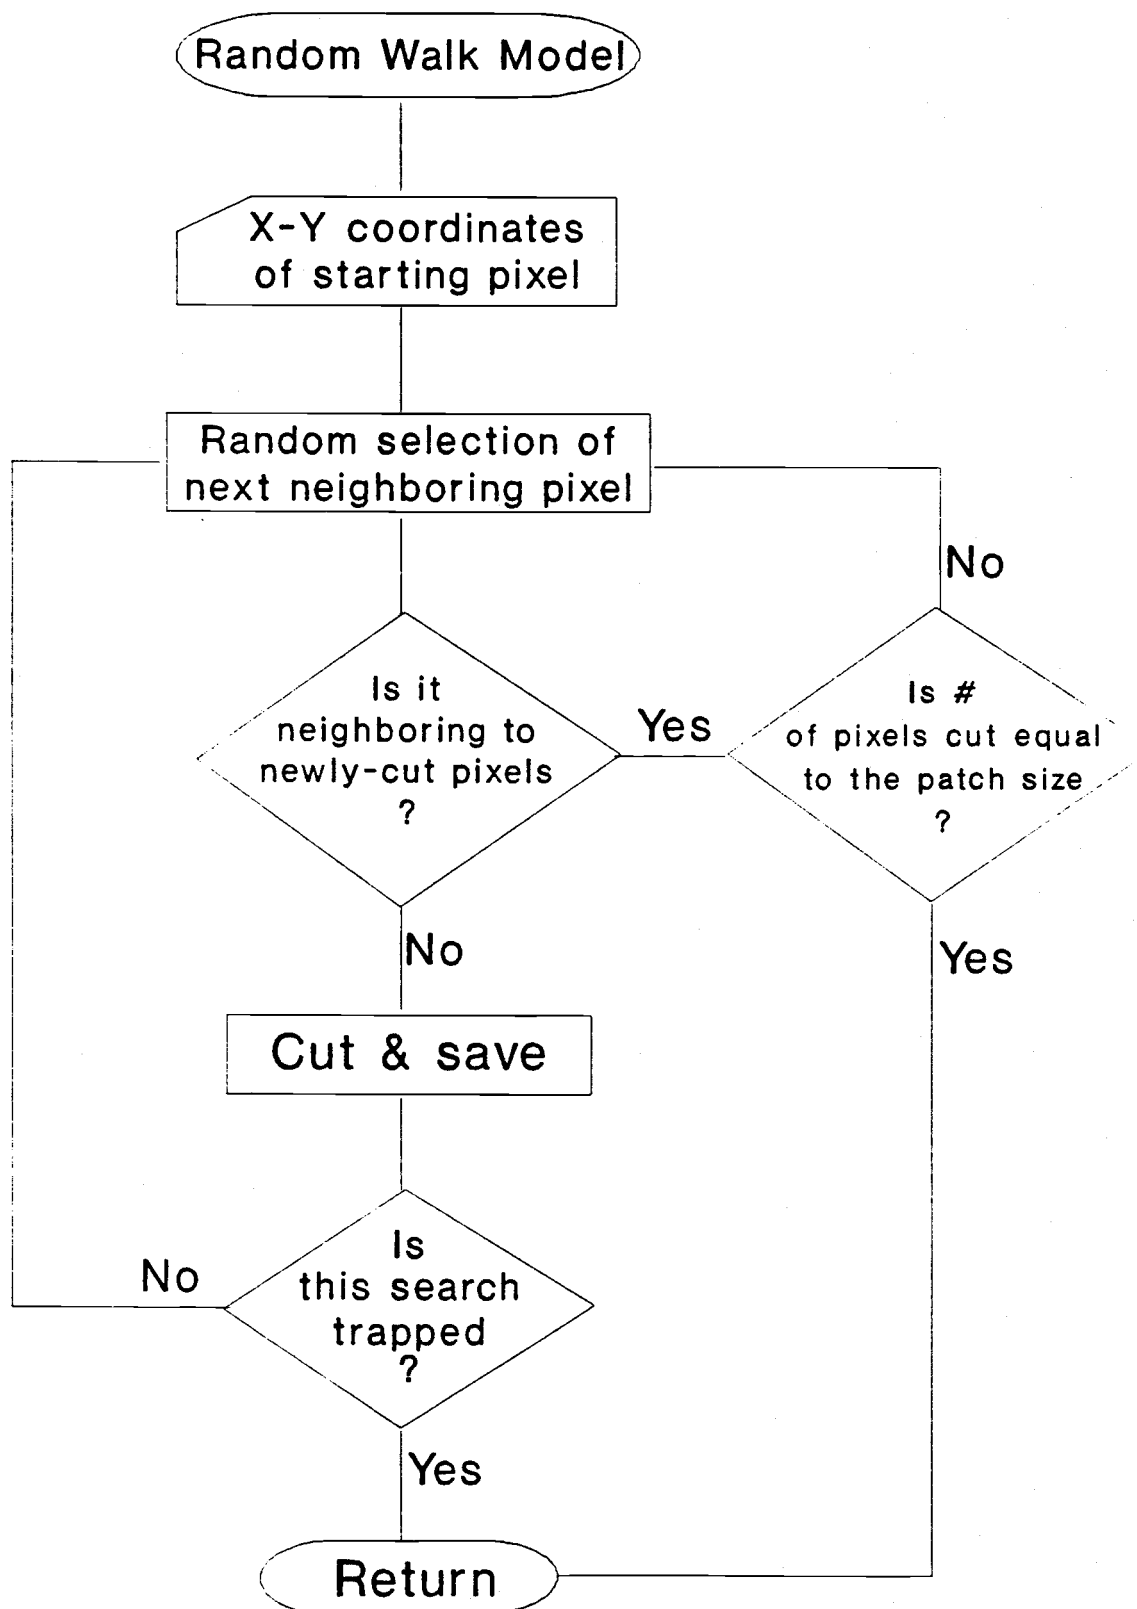 Random Walk Model
X-Y coordinates
of starting pixel
Random selection of
next neighboring pixel
No
Is it
neighboring to
newly-cut pixels
?
Yes
Is #
of pixels cut equal
to the patch size
?
No
Yes
Cut & save
Is
this search
trapped
?
No
Yes
Return